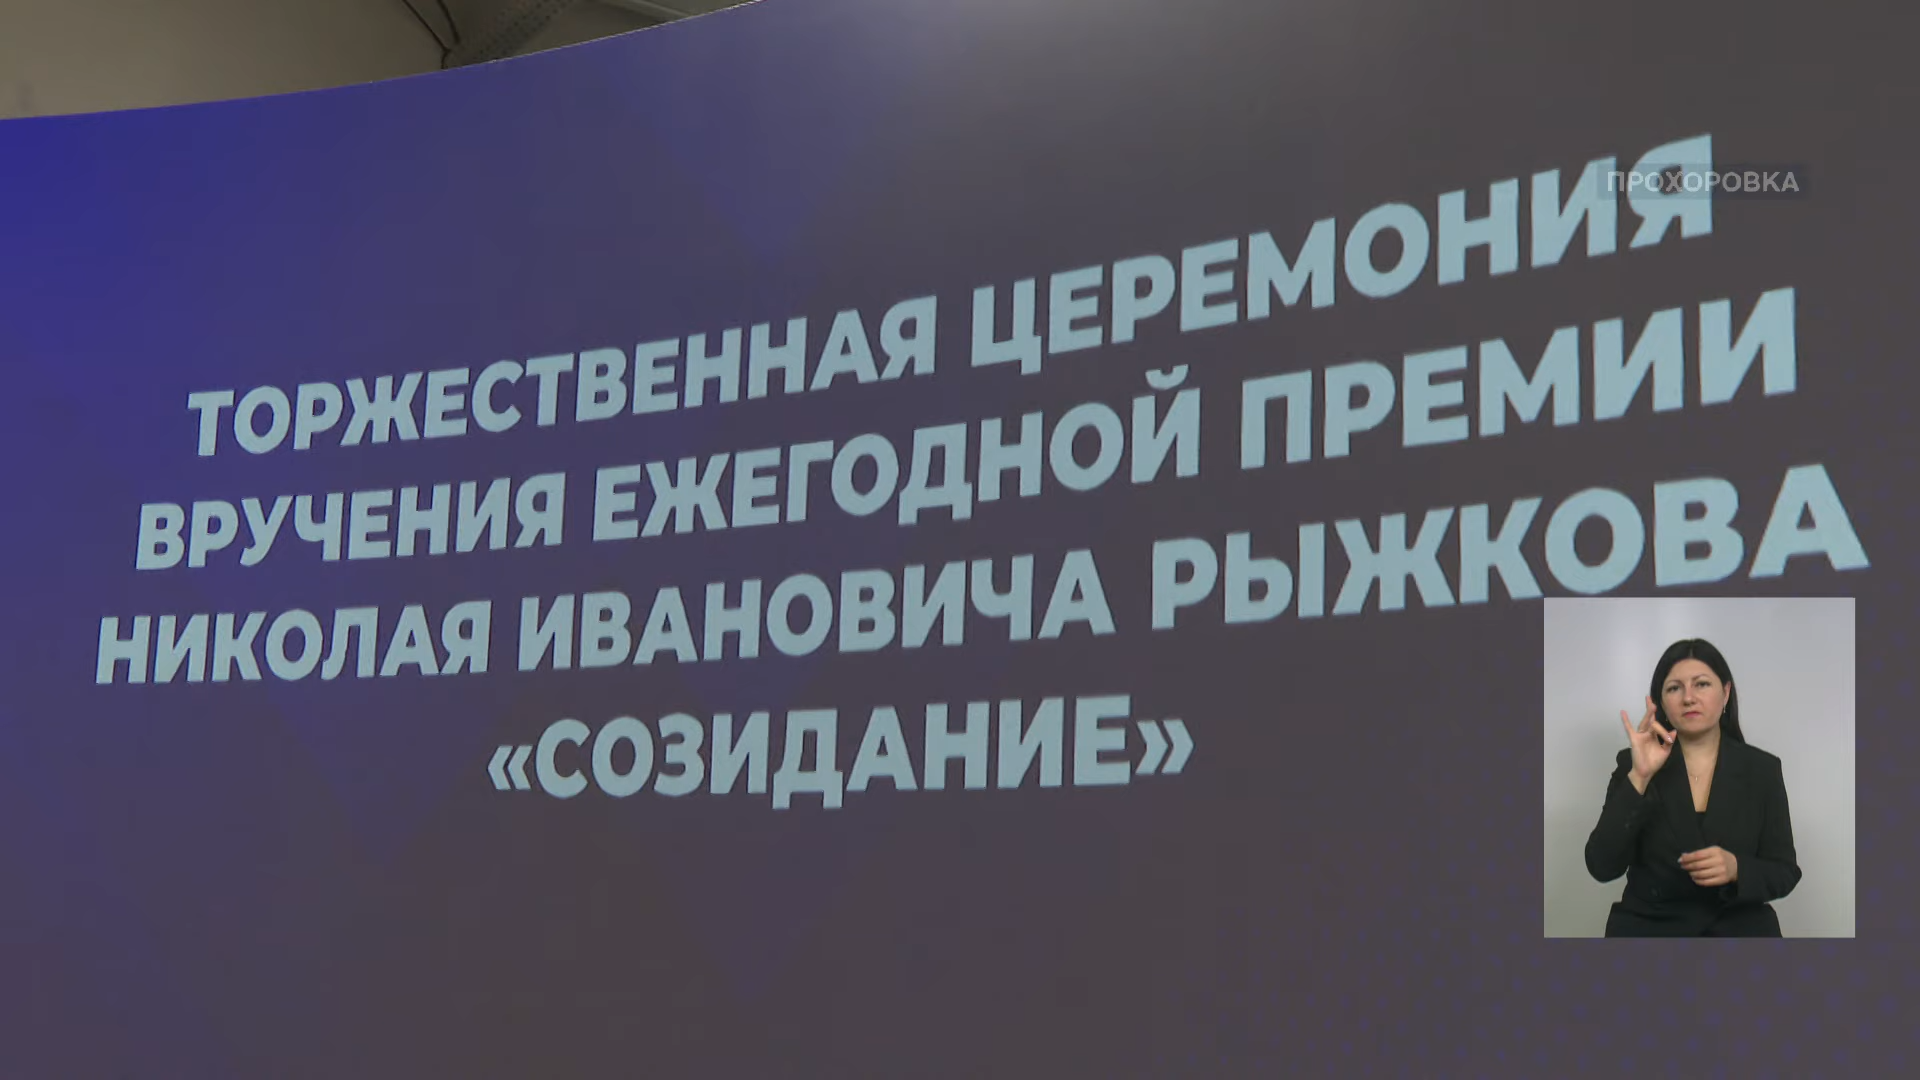 ПРОХОРОВКА
ТОРЖЕСТВЕННАЯ ЦЕРЕМОНИЯ
ВРУЧЕНИЯ ЕЖЕГОДНОЙ ПРЕМИИ
НИКОЛАЯ ИВАНОВИЧА РЫЖКОВА
«СОЗИДАНИЕ»